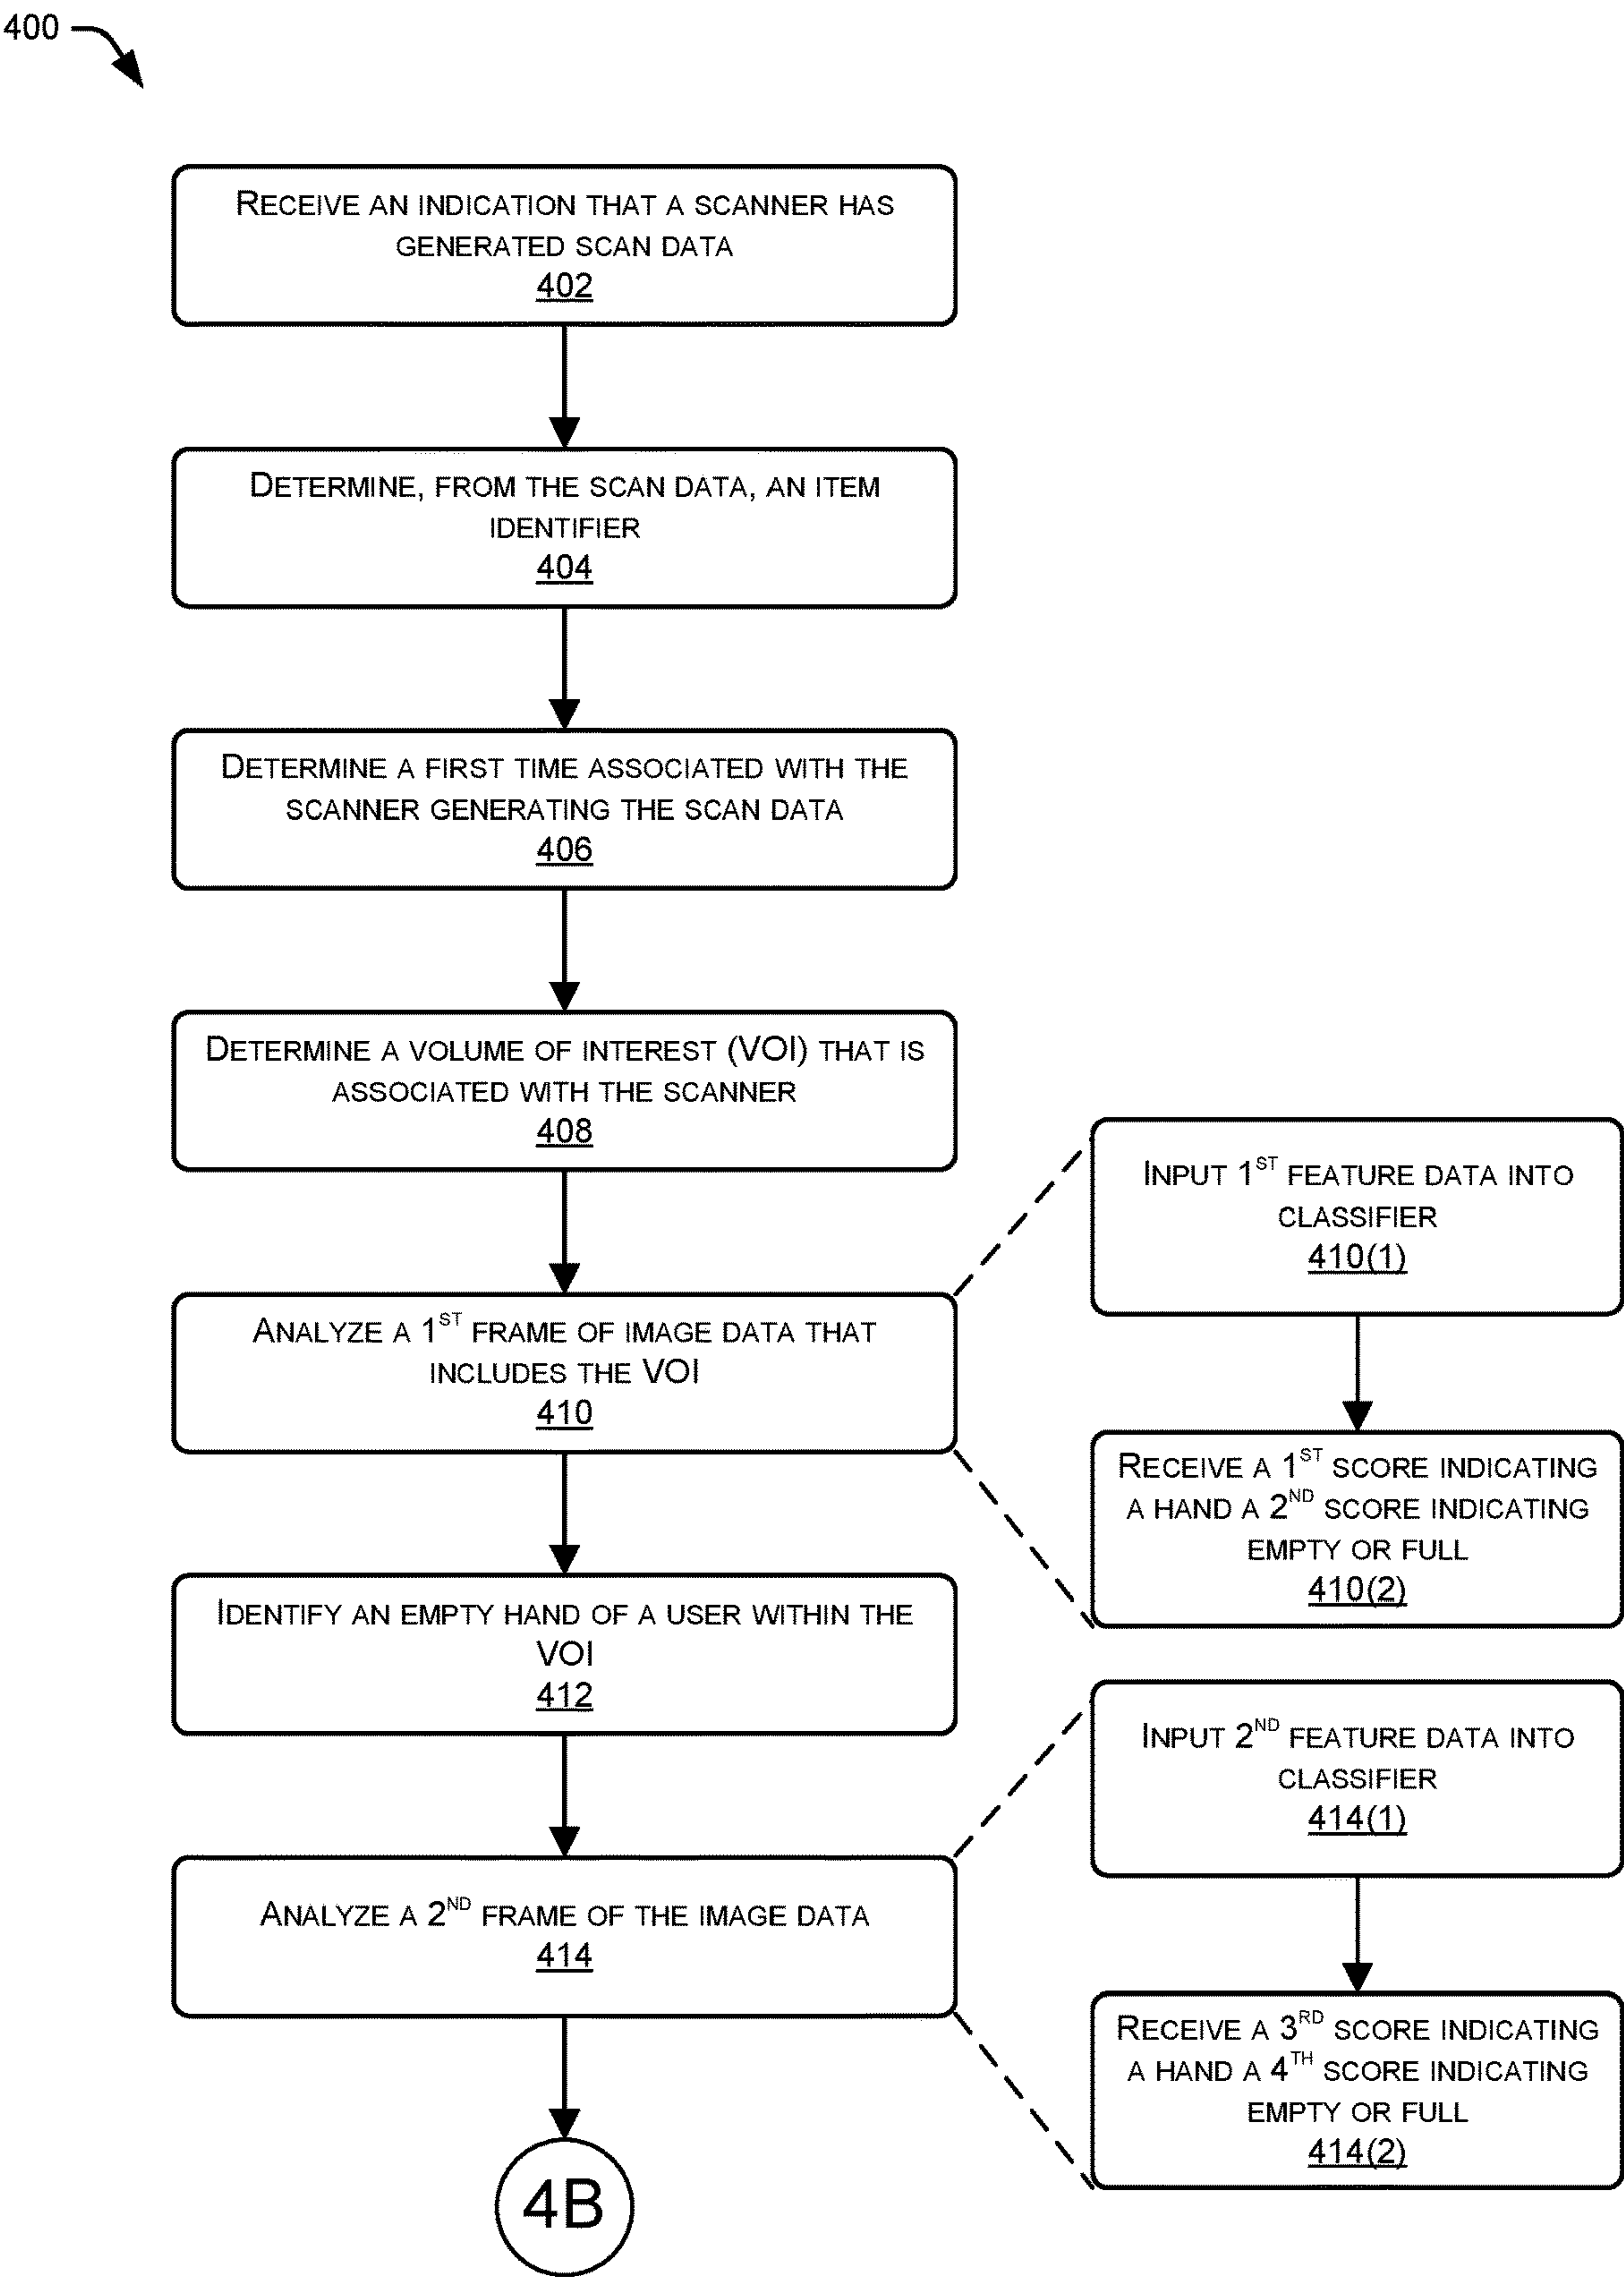 400
RECEIVE AN INDICATION THAT A SCANNER HAS
GENERATED SCAN DATA
402
DETERMINE, FROM THE SCAN DATA, AN ITEM
IDENTIFIER
404
DETERMINE A FIRST TIME ASSOCIATED WITH THE
SCANNER GENERATING THE SCAN DATA
406
DETERMINE A VOLUME OF INTEREST (VOI) THAT IS
ASSOCIATED WITH THE SCANNER
408
ANALYZE A 1ST FRAME OF IMAGE DATA THAT
INCLUDES THE VOI
410
INPUT 1ST FEATURE DATA INTO
CLASSIFIER
410(1)
RECEIVE A 1ST SCORE INDICATING
A HAND A 2ND SCORE INDICATING
EMPTY OR FULL
410(2)
IDENTIFY AN EMPTY HAND OF A USER WITHIN THE
VOI
412
ANALYZE A 2ND FRAME OF THE IMAGE DATA
414
INPUT 2ND FEATURE DATA INTO
CLASSIFIER
414(1)
RECEIVE A 3RD SCORE INDICATING
A HAND A 4TH SCORE INDICATING
EMPTY OR FULL
414(2)
4B